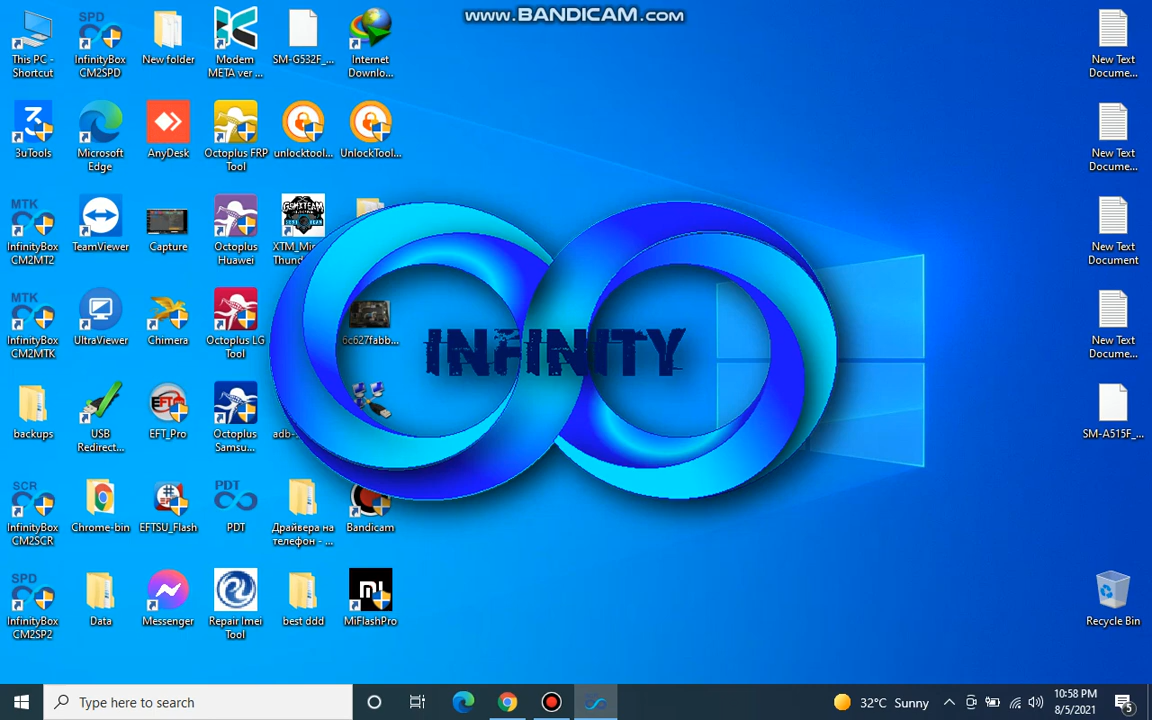 www.BANDICAM.com
This PC -
Shortcut
SPD
InfinityBox
CM2SPD
New folder
Modem
META ver ...
SM-G532F_...
Internet
Downlo...
3uTools
Microsoft
Edge
AnyDesk
Octoplus FRP
Tool
unlocktool...
UnlockTool...
MTK
InfinityBox
CM2MT2
TeamViewer
Capture
Octoplus
Huawei
GSMXTEAM
XTM_Mi
Thund
MTK
InfinityBox
CM2MTK
UltraViewer
Chimera
Octoplus LG
Tool
6c627fabb...
INFINITY
backups
USB
Redirect...
EFT
EFT_Pro
Octoplus
Samsu...
adb-
SCR
InfinityBox
CM2SCR
Chrome-bin
EFT
EFTSU_Flash
PDT
PDT
Драйвера на
телефон - ...
Bandicam
SPD
InfinityBox
CM2SP2
Data
Messenger
Repair Imei
Tool
best ddd
MiFlashPro
New Text
Docume...
New Text
Docume...
New Text
Document
New Text
Docume...
SM-A515F_...
Recycle Bin
Type here to search
32°C Sunny
10:58 PM
8/5/2021
5